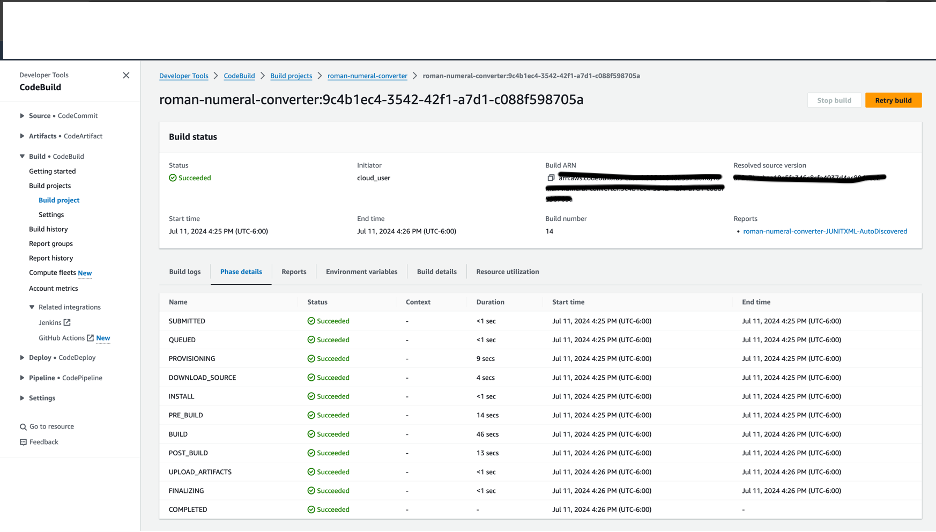 Developer Tools
CodeBuild
Source • CodeCommit
Artifacts • CodeArtifact
Build • CodeBuild
Getting started
Build projects
Build project
Settings
Build history
Report groups
Report history
Compute fleets New
Account metrics
Related integrations
Jenkins
GitHub Actions New
Deploy • CodeDeploy
Pipeline • CodePipeline
Settings
Go to resource
Feedback
Developer Tools > CodeBuild > Build projects > roman-numeral-converter > roman-numeral-converter:9c4b1ec4-3542-42f1-a7d1-c088f598705a
roman-numeral-converter:9c4b1ec4-3542-42f1-a7d1-c088f598705a
Stop build Retry build
Build status
Status Initiator Build ARN Resolved source version
Succeeded cloud_user
Start time End time Build number Reports
Jul 11, 2024 4:25 PM (UTC-6:00) Jul 11, 2024 4:26 PM (UTC-6:00) 14 • roman-numeral-converter-JUNITXML-AutoDiscovered
Build logs Phase details Reports Environment variables Build details Resource utilization
Name Status Context Duration Start time End time
SUBMITTED Succeeded - <1 sec Jul 11, 2024 4:25 PM (UTC-6:00) Jul 11, 2024 4:25 PM (UTC-6:00)
QUEUED Succeeded - <1 sec Jul 11, 2024 4:25 PM (UTC-6:00) Jul 11, 2024 4:25 PM (UTC-6:00)
PROVISIONING Succeeded - 9 secs Jul 11, 2024 4:25 PM (UTC-6:00) Jul 11, 2024 4:25 PM (UTC-6:00)
DOWNLOAD_SOURCE Succeeded - 4 secs Jul 11, 2024 4:25 PM (UTC-6:00) Jul 11, 2024 4:25 PM (UTC-6:00)
INSTALL Succeeded - <1 sec Jul 11, 2024 4:25 PM (UTC-6:00) Jul 11, 2024 4:25 PM (UTC-6:00)
PRE_BUILD Succeeded - 14 secs Jul 11, 2024 4:25 PM (UTC-6:00) Jul 11, 2024 4:25 PM (UTC-6:00)
BUILD Succeeded - 46 secs Jul 11, 2024 4:25 PM (UTC-6:00) Jul 11, 2024 4:26 PM (UTC-6:00)
POST_BUILD Succeeded - 13 secs Jul 11, 2024 4:26 PM (UTC-6:00) Jul 11, 2024 4:26 PM (UTC-6:00)
UPLOAD_ARTIFACTS Succeeded - <1 sec Jul 11, 2024 4:26 PM (UTC-6:00) Jul 11, 2024 4:26 PM (UTC-6:00)
FINALIZING Succeeded - <1 sec Jul 11, 2024 4:26 PM (UTC-6:00) Jul 11, 2024 4:26 PM (UTC-6:00)
COMPLETED Succeeded - - Jul 11, 2024 4:26 PM (UTC-6:00) -